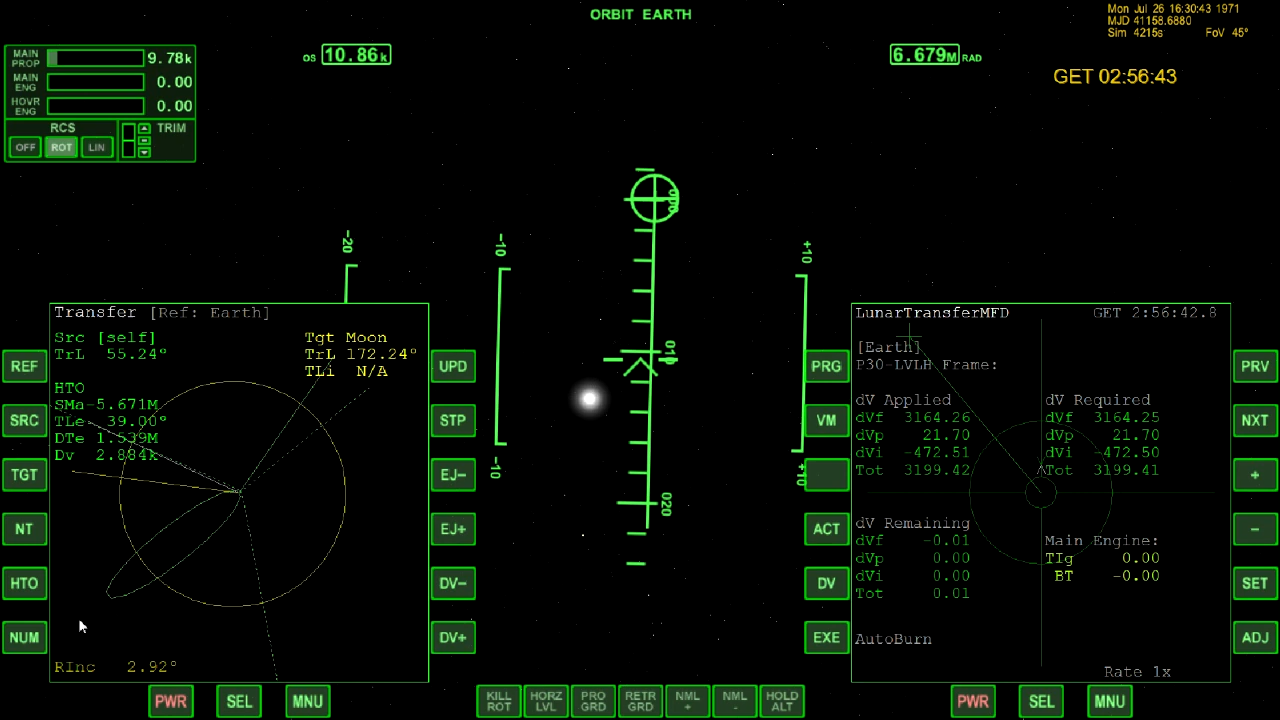 ORBIT EARTH
Mon Jul 26 16:30:43 1971
MJD 41158.6880
Sim 4215s FoV 45°
GET 02:56:43
MAIN PROP 9.78k
MAIN ENG 0.00
HOVR ENG 0.00
RCS TRIM
OFF ROT LIN
OS 10.86k
6.679M RAD
000
-20
-10
+10
010
-10
+10
020
Transfer [Ref: Earth]
Src [self] Tgt Moon
TrL 55.24° TrL 172.24°
TLi N/A
HTO
SMa-5.671M
TLe 39.00°
DTe 1.539M
Dv 2.884k
RInc 2.92°
REF
SRC
TGT
NT
HTO
NUM
UPD
STP
EJ-
EJ+
DV-
DV+
PWR SEL MNU
KILL ROT
HORZ LVL
PRO GRD
RETR GRD
NML +
NML -
HOLD ALT
LunarTransferMFD GET 2:56:42.8
[Earth]
P30-LVLH Frame:
dV Applied dV Required
dVf 3164.26 dVf 3164.25
dVp 21.70 dVp 21.70
dVi -472.51 dVi -472.50
Tot 3199.42 Tot 3199.41
dV Remaining
dVf -0.01 Main Engine:
dVp 0.00 TIg 0.00
dVi 0.00 BT -0.00
Tot 0.01
AutoBurn
Rate 1x
PRG
VM
ACT
DV
EXE
PRV
NXT
+
-
SET
ADJ
PWR SEL MNU